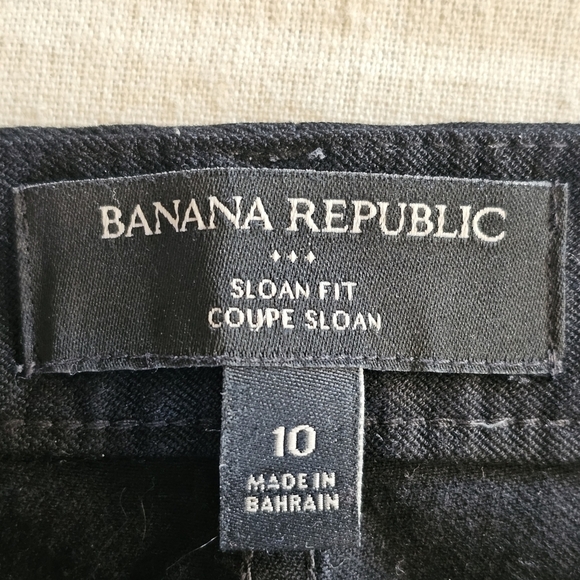 BANANA REPUBLIC
SLOAN FIT
COUPE SLOAN
10
MADE IN
BAHRAIN